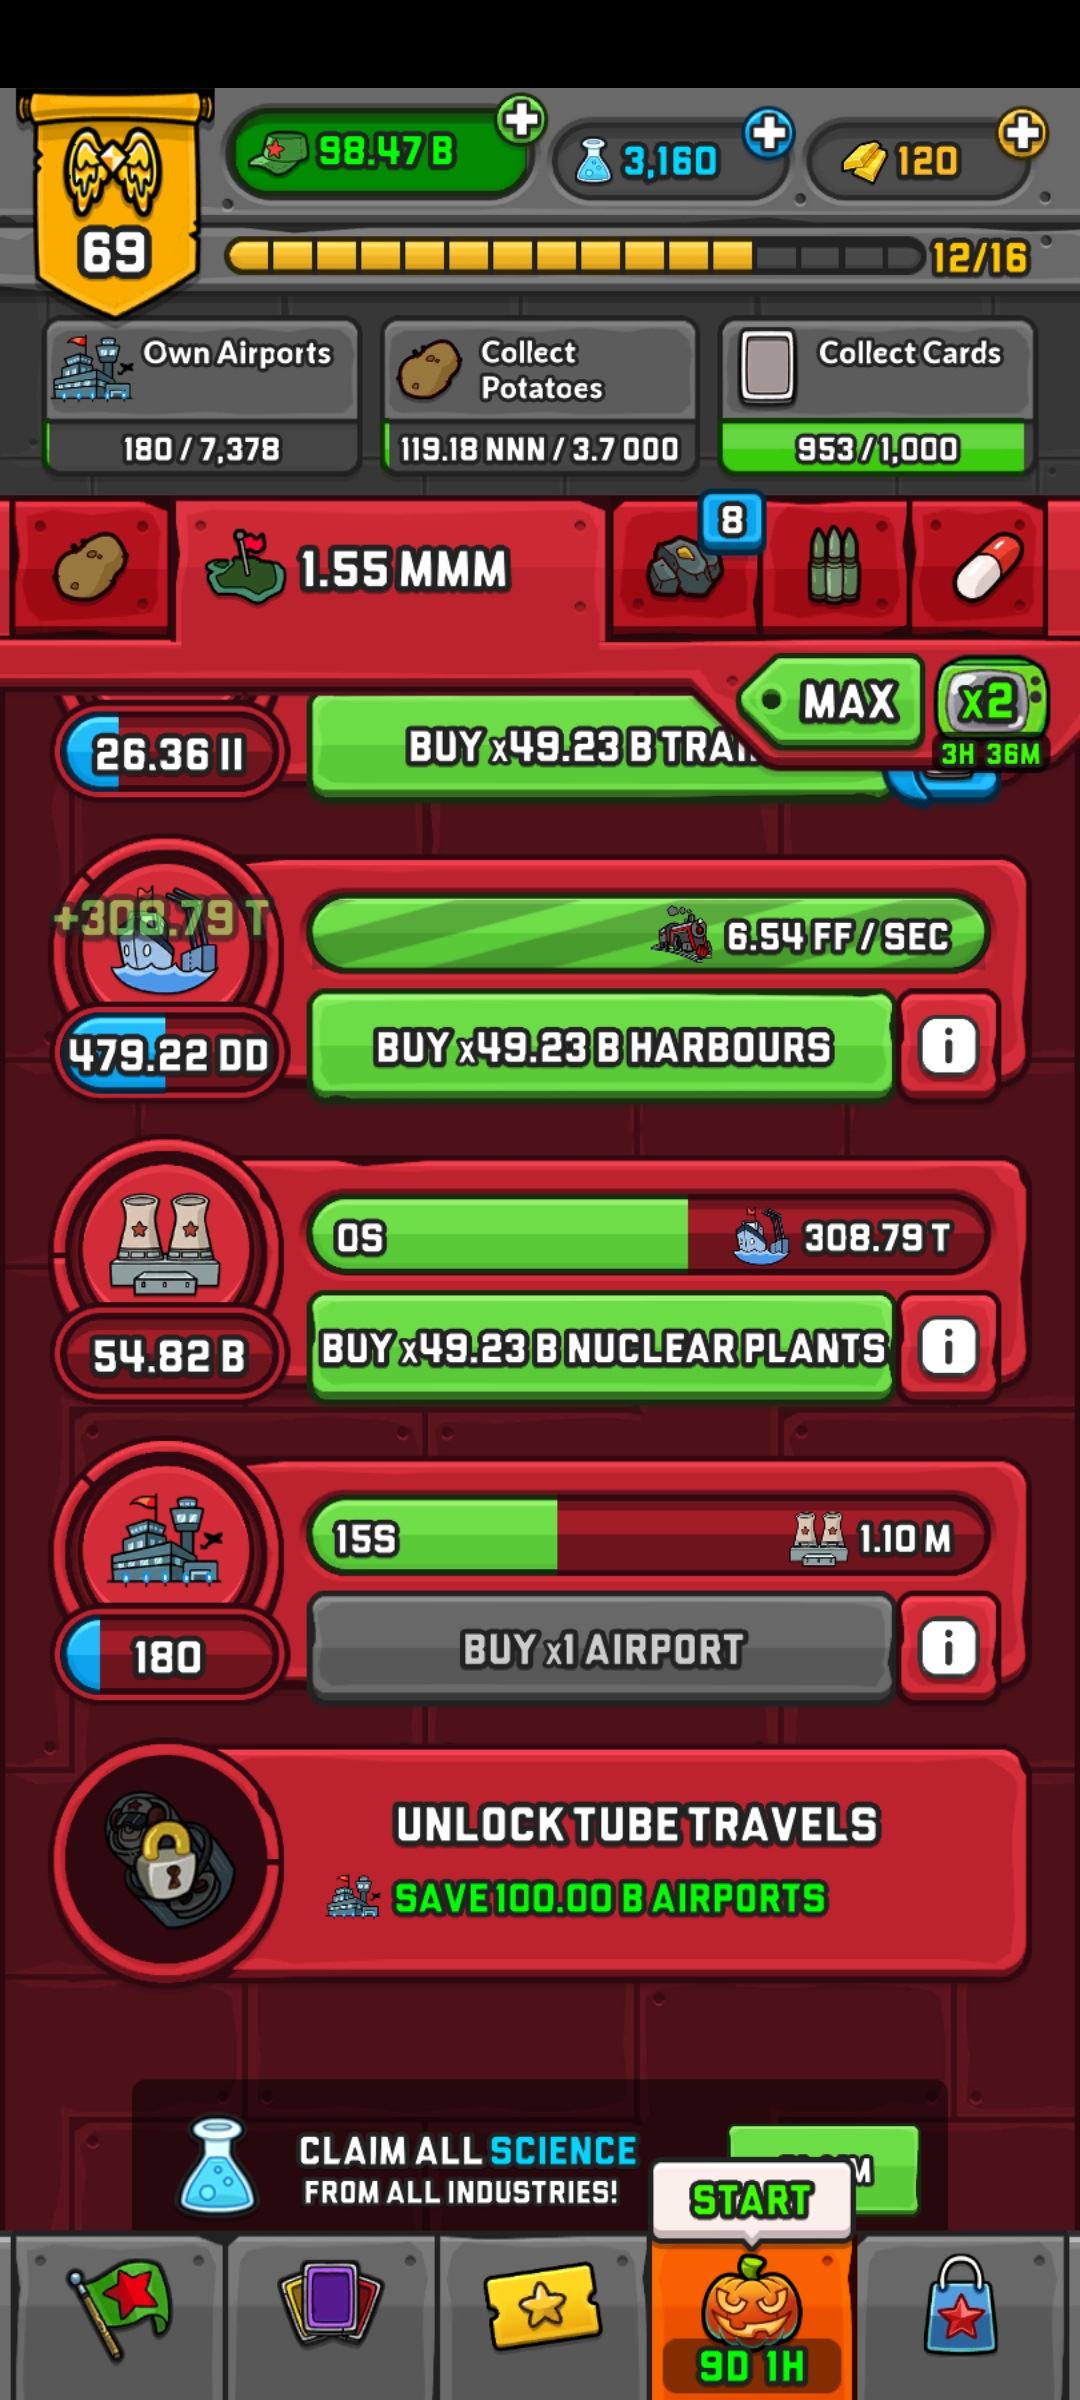 98.47 B
3,160
120
69
12/16
Own Airports
180 / 7,378
Collect
Potatoes
119.18 NNN / 3.7 OOO
Collect Cards
953 / 1,000
1.55 MMM
8
MAX
x2
3H 36M
26.36 II
BUY x49.23 B
+308.79 T
6.54 FF / SEC
479.22 DD
BUY x49.23 B HARBOURS
i
0S
308.79 T
54.82 B
BUY x49.23 B NUCLEAR PLANTS
i
15S
1.10 M
180
BUY x1 AIRPORT
i
UNLOCK TUBE TRAVELS
SAVE 100.00 B AIRPORTS
CLAIM ALL SCIENCE
FROM ALL INDUSTRIES!
START
9D 1H